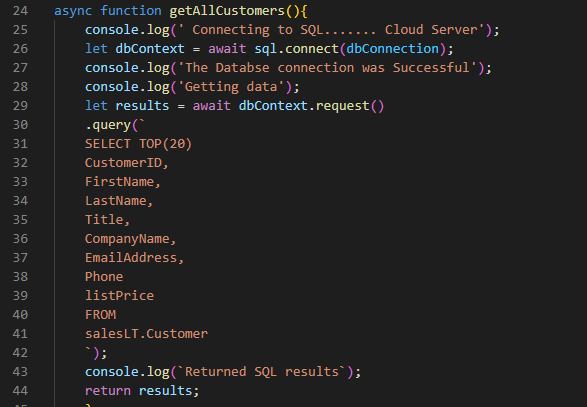 24 async function getAllCustomers(){
25 console.log(' Connecting to SQL....... Cloud Server');
26 let dbContext = await sql.connect(dbConnection);
27 console.log('The Databse connection was Successful');
28 console.log('Getting data');
29 let results = await dbContext.request()
30 .query(`
31 SELECT TOP(20)
32 CustomerID,
33 FirstName,
34 LastName,
35 Title,
36 CompanyName,
37 EmailAddress,
38 Phone
39 listPrice
40 FROM
41 salesLT.Customer
42 `);
43 console.log(`Returned SQL results`);
44 return results;
45 }